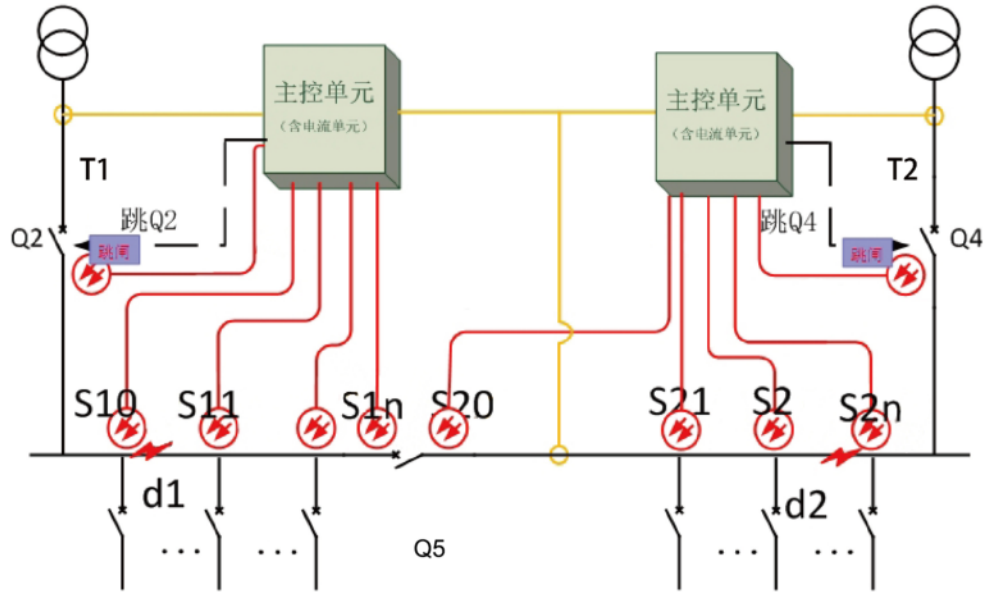 主控单元
(含电流单元)
主控单元
(含电流单元)
T1
T2
跳Q2
跳Q4
Q2
跳闸
跳闸
Q4
S10
S11
S1n
S20
S21
S2
S2n
d1
d2
...
...
Q5
...
...